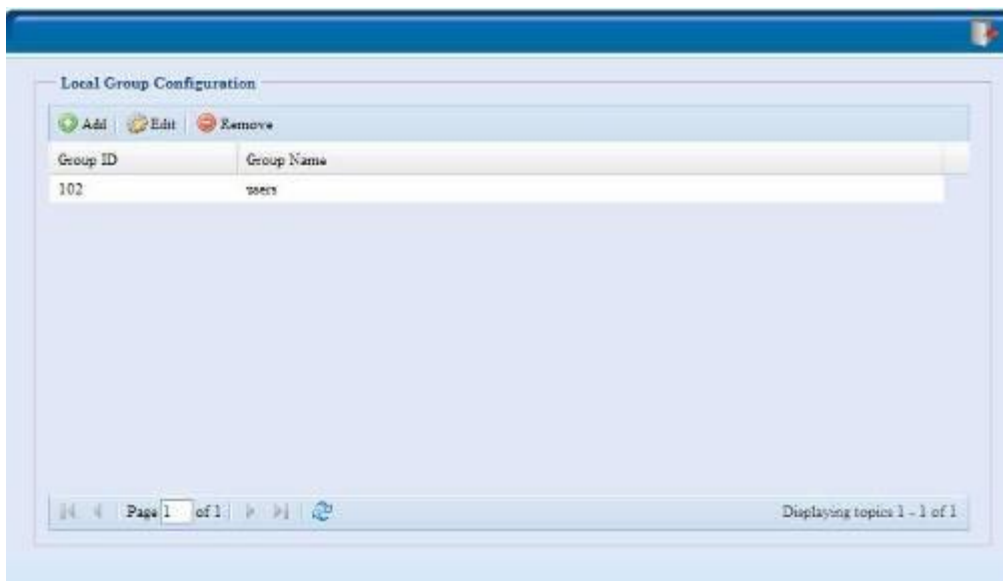 Local Group Configuration
Add Edit Remove
Group ID Group Name
102 users
Page 1 of 1 Displaying topics 1 - 1 of 1